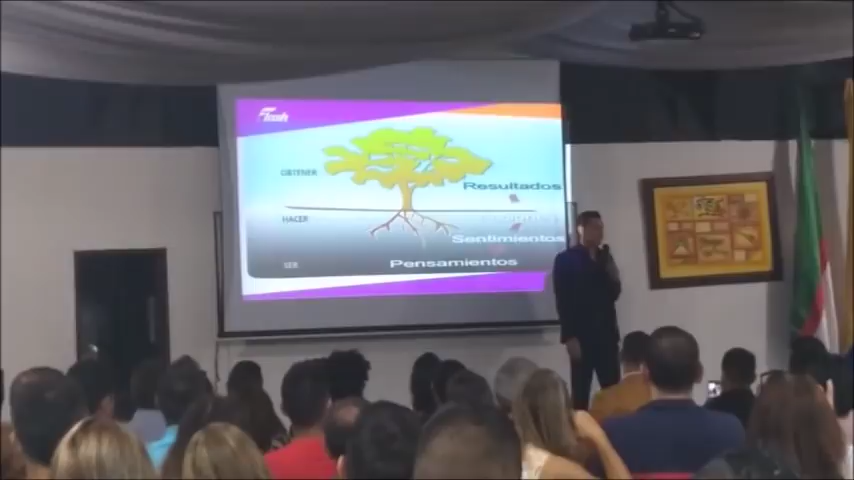 OBTENER
Resultados
HACER
Sentimientos
SER
Pensamientos